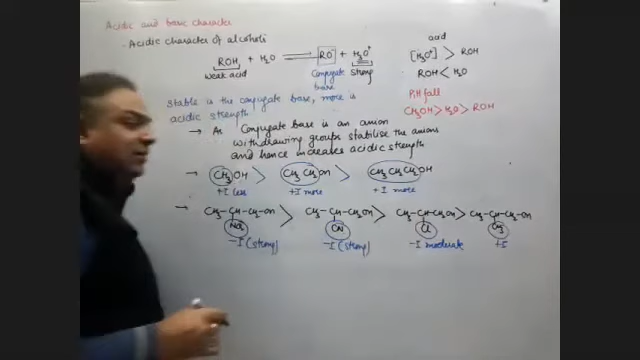 Acidic and basic character
. Acidic character of alcohols
ROH + H₂O ⇌ RO⁻ + H₃O⁺
weak acid
Conjugate base
strong
acid
[H₃O⁺] > ROH
ROH < H₂O
Pitfall
CH₃OH > H₂O > ROH
Stable is the conjugate base, more is
acidic strength
→ As Conjugate base is an anion
withdrawing groups stabilise the anions
and hence increases acidic strength
→ CH₃OH > CH₃CH₂OH > CH₃CH₂CH₂OH
+I less +I more +I more
→ CH₃-CH-CH₂-OH > CH₃-CH-CH₂OH > CH₃-CH-CH₂OH > CH₃-CH-CH₂-OH
NO₂ CN Cl CH₃
-I (strong) -I (strong) -I moderate +I